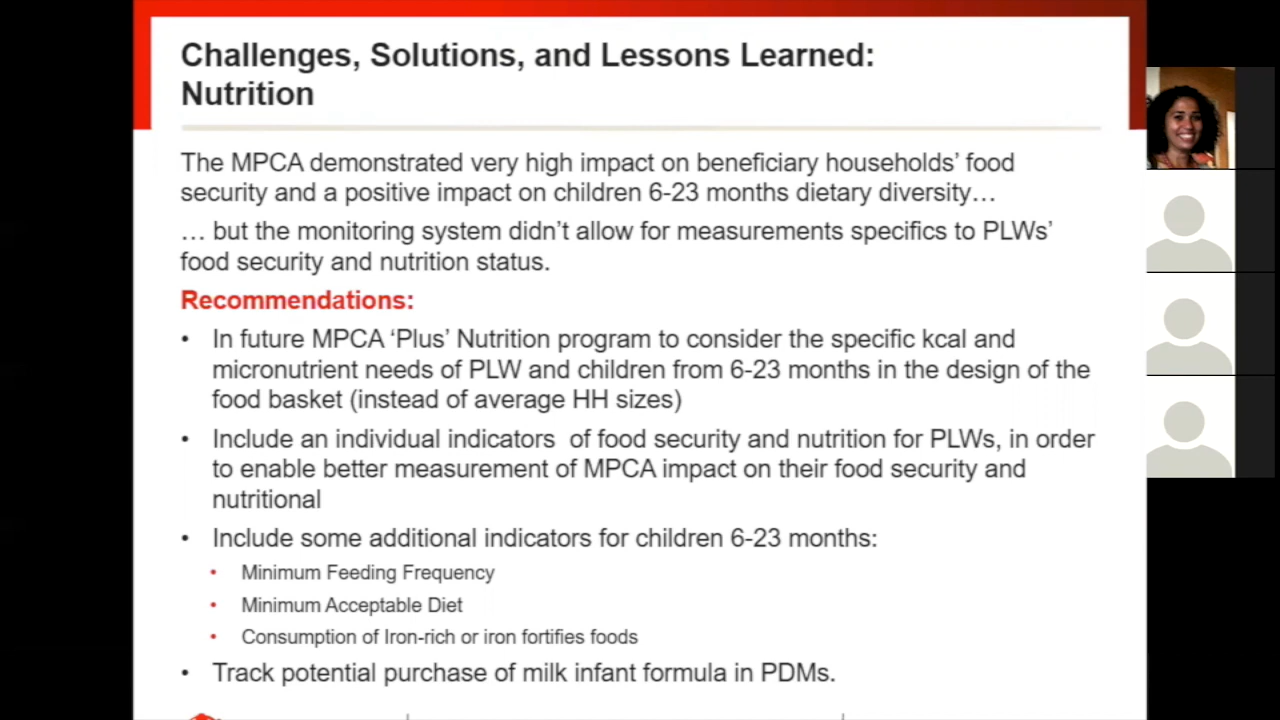 Challenges, Solutions, and Lessons Learned:
Nutrition
The MPCA demonstrated very high impact on beneficiary households’ food
security and a positive impact on children 6-23 months dietary diversity…
… but the monitoring system didn’t allow for measurements specifics to PLWs’
food security and nutrition status.
Recommendations:
• In future MPCA ‘Plus’ Nutrition program to consider the specific kcal and
micronutrient needs of PLW and children from 6-23 months in the design of the
food basket (instead of average HH sizes)
• Include an individual indicators of food security and nutrition for PLWs, in order
to enable better measurement of MPCA impact on their food security and
nutritional
• Include some additional indicators for children 6-23 months:
• Minimum Feeding Frequency
• Minimum Acceptable Diet
• Consumption of Iron-rich or iron fortifies foods
• Track potential purchase of milk infant formula in PDMs.